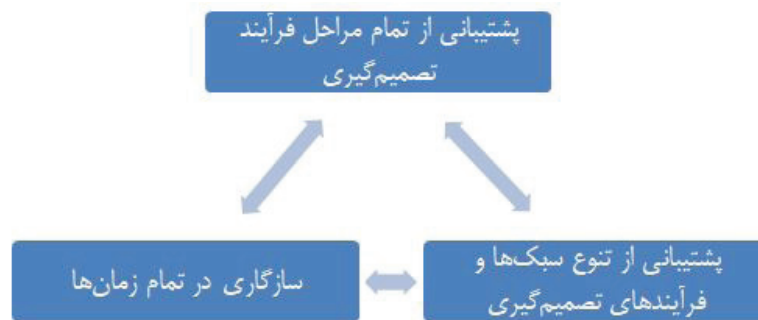 پشتیبانی از تمام مراحل فرآیند
تصمیم‌گیری
پشتیبانی از تنوع سبک‌ها و
فرآیندهای تصمیم‌گیری
سازگاری در تمام زمان‌ها